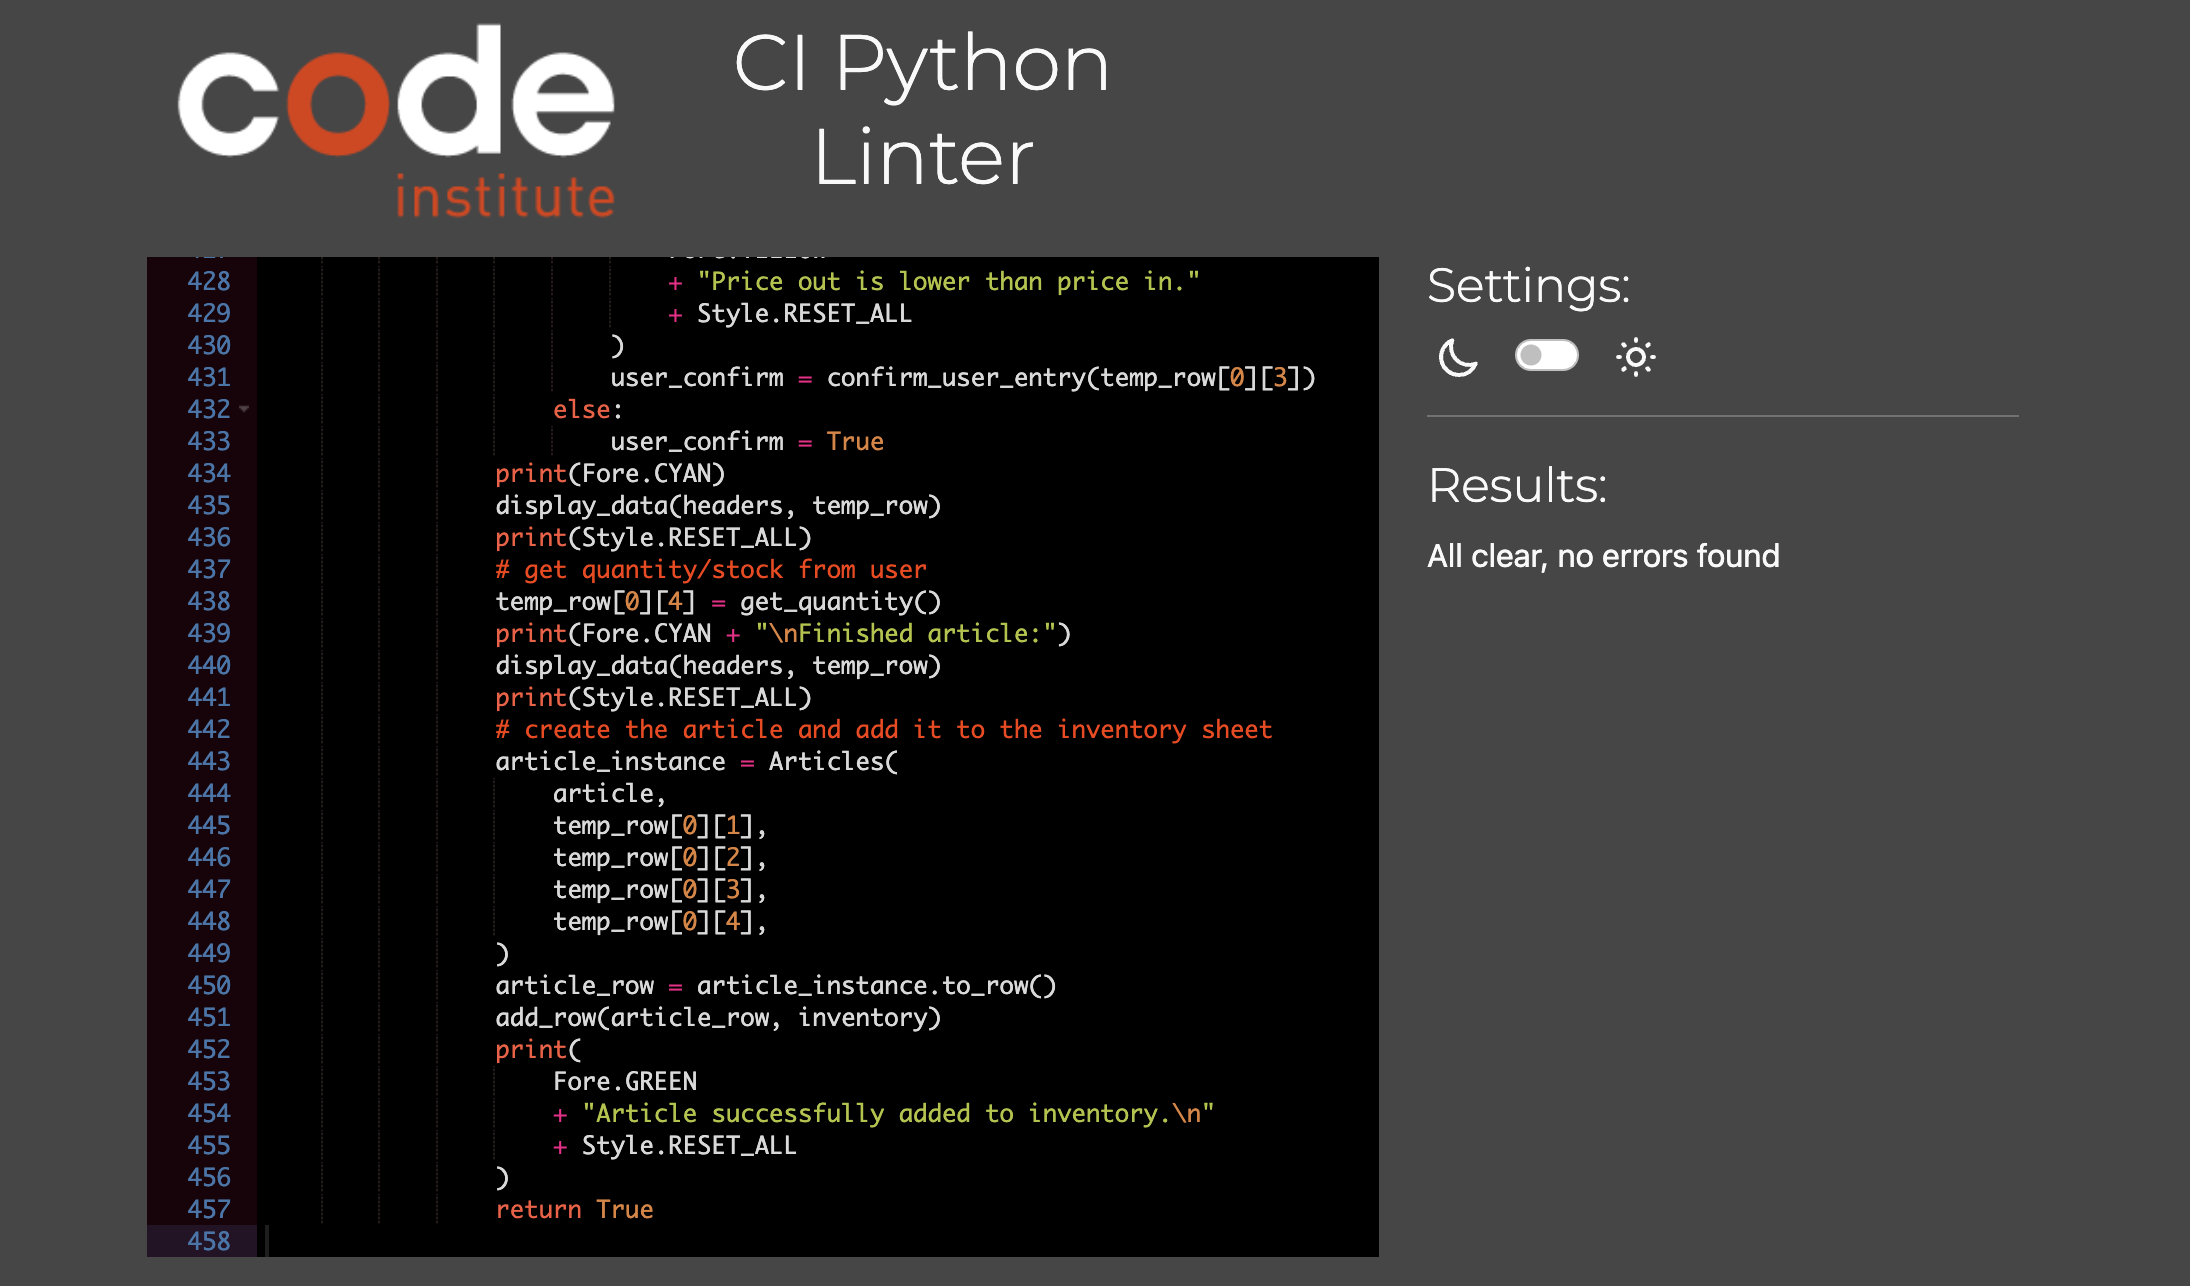 code
institute
CI Python
Linter
428 + "Price out is lower than price in."
429 + Style.RESET_ALL
430 )
431 user_confirm = confirm_user_entry(temp_row[0][3])
432 else:
433 user_confirm = True
434 print(Fore.CYAN)
435 display_data(headers, temp_row)
436 print(Style.RESET_ALL)
437 # get quantity/stock from user
438 temp_row[0][4] = get_quantity()
439 print(Fore.CYAN + "\nFinished article:")
440 display_data(headers, temp_row)
441 print(Style.RESET_ALL)
442 # create the article and add it to the inventory sheet
443 article_instance = Articles(
444 article,
445 temp_row[0][1],
446 temp_row[0][2],
447 temp_row[0][3],
448 temp_row[0][4],
449 )
450 article_row = article_instance.to_row()
451 add_row(article_row, inventory)
452 print(
453 Fore.GREEN
454 + "Article successfully added to inventory.\n"
455 + Style.RESET_ALL
456 )
457 return True
458
Settings:
Results:
All clear, no errors found